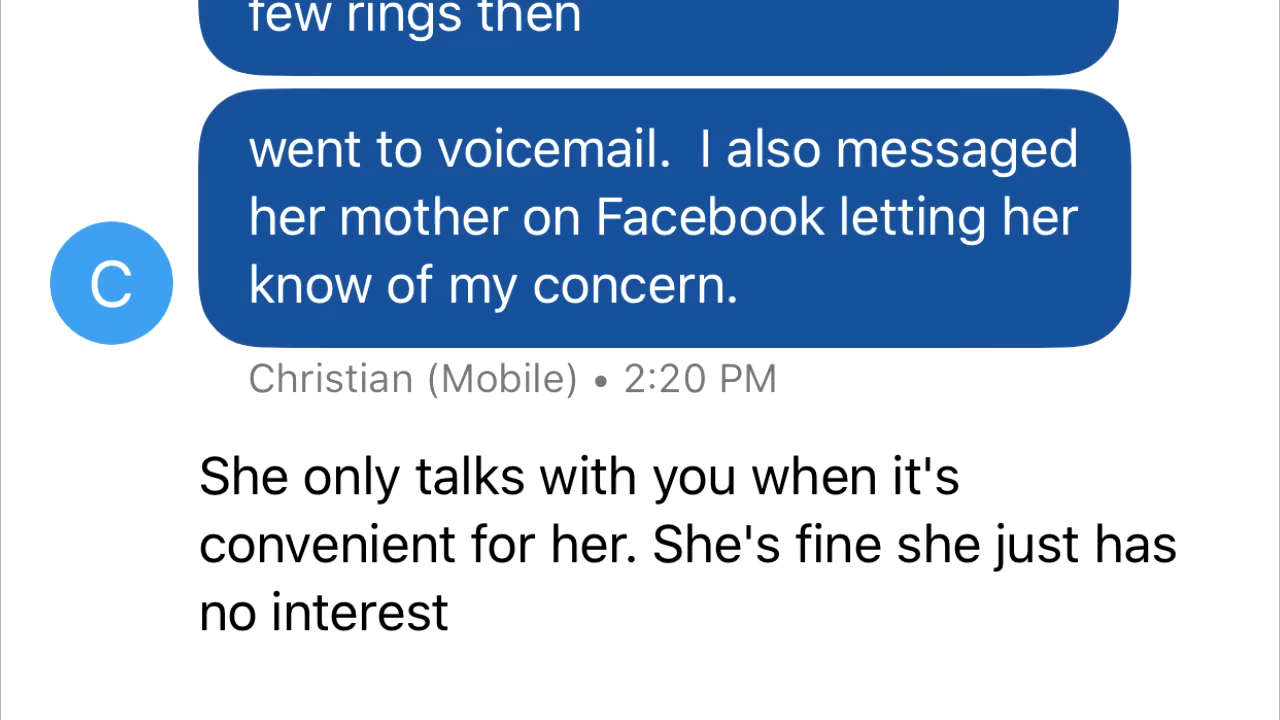 few rings then
went to voicemail.  I also messaged
her mother on Facebook letting her
know of my concern.
C
Christian (Mobile) • 2:20 PM
She only talks with you when it's
convenient for her. She's fine she just has
no interest